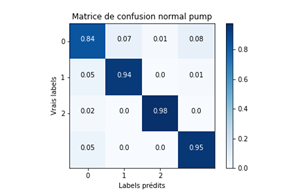 Matrice de confusion normal pump
0 0.84 0.07 0.01 0.08
1 0.05 0.94 0.0 0.01
2 0.02 0.0 0.98 0.0
0.05 0.0 0.0 0.95
0 1 2
Labels prédits
Vrais labels
0.8
0.6
0.4
0.2
0.0